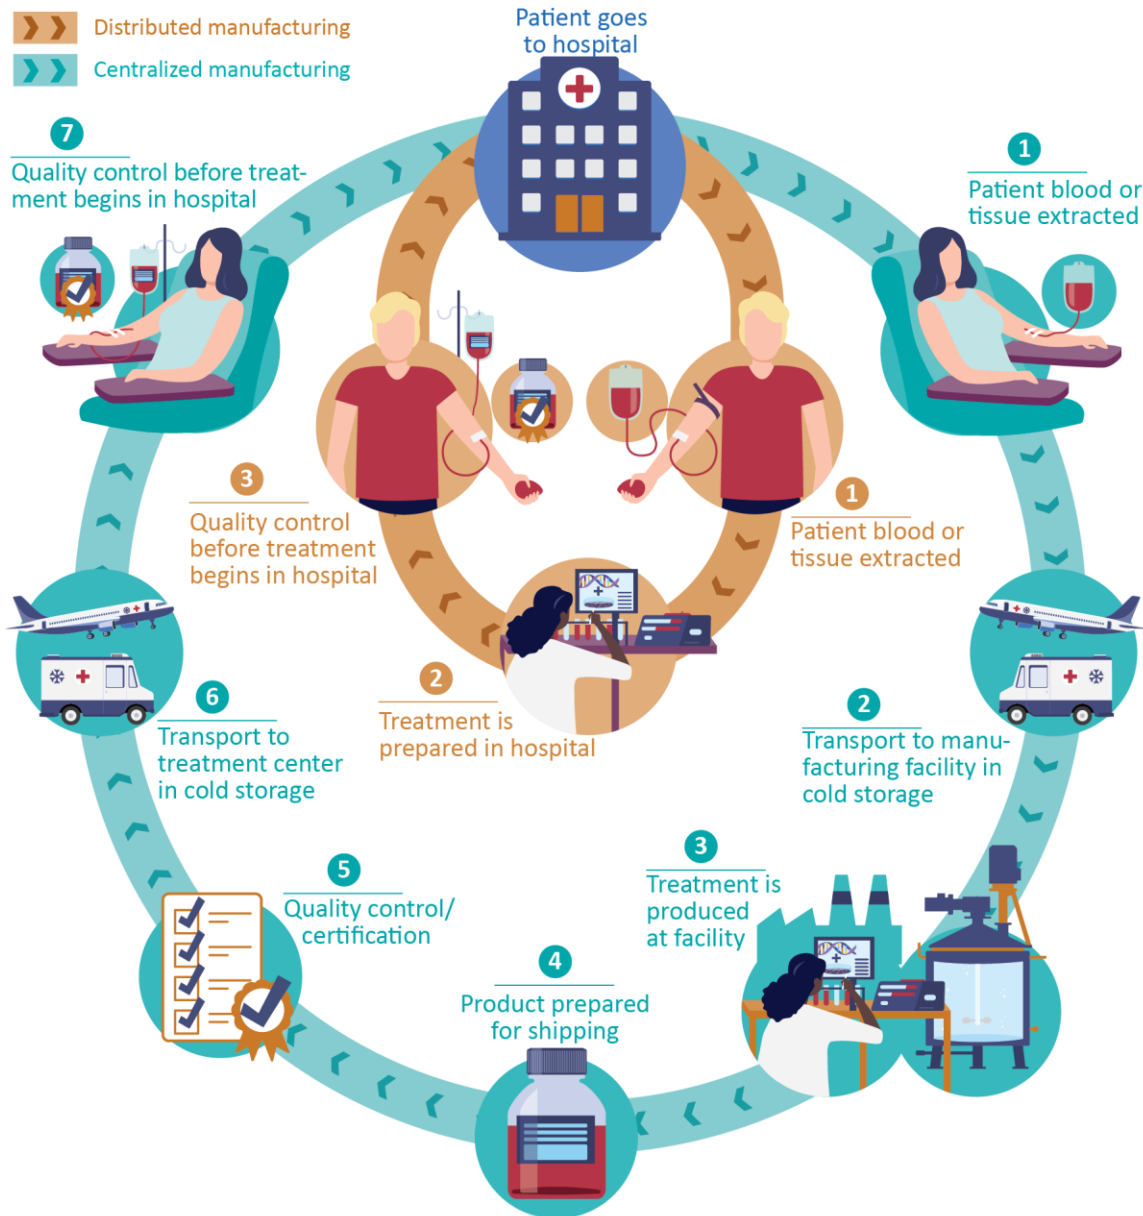 Distributed manufacturing
Centralized manufacturing
Patient goes
to hospital
1
Patient blood or
tissue extracted
2
Transport to manu-
facturing facility in
cold storage
3
Treatment is
produced
at facility
4
Product prepared
for shipping
5
Quality control/
certification
6
Transport to
treatment center
in cold storage
7
Quality control before treat-
ment begins in hospital
1
Patient blood or
tissue extracted
2
Treatment is
prepared in hospital
3
Quality control
before treatment
begins in hospital